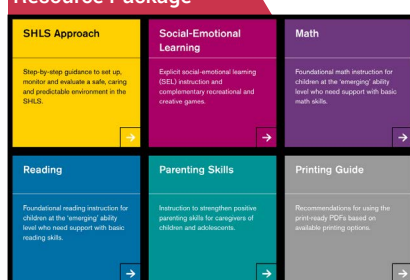 Resource Package
SHLS Approach
Step-by-step guidance to set up,
monitor and evaluate a safe, caring
and predictable environment in the
SHLS.
Social-Emotional
Learning
Explicit social-emotional learning
(SEL) instruction and
complementary recreational and
creative games.
Math
Foundational math instruction for
children at the 'emerging' ability
level who need support with basic
math skills.
Reading
Foundational reading instruction for
children at the 'emerging' ability
level who need support with basic
reading skills.
Parenting Skills
Instruction to strengthen positive
parenting skills for caregivers of
children and adolescents.
Printing Guide
Recommendations for using the
print-ready PDFs based on
available printing options.